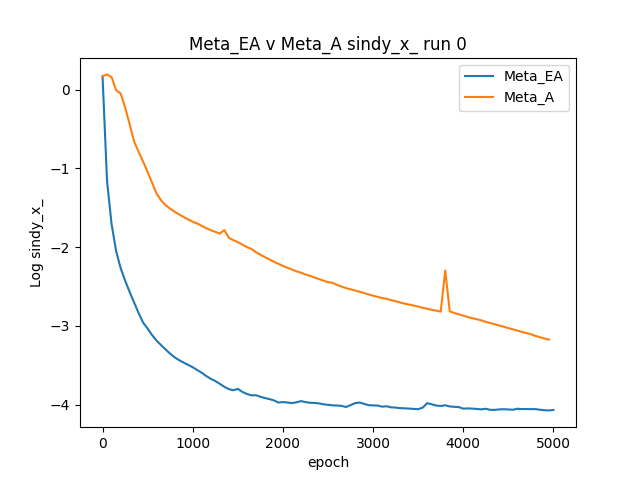 Meta_EA v Meta_A sindy_x_ run 0
Meta_EA
Meta_A
Log sindy_x_
0
−1
−2
−3
−4
0
1000
2000
3000
4000
5000
epoch